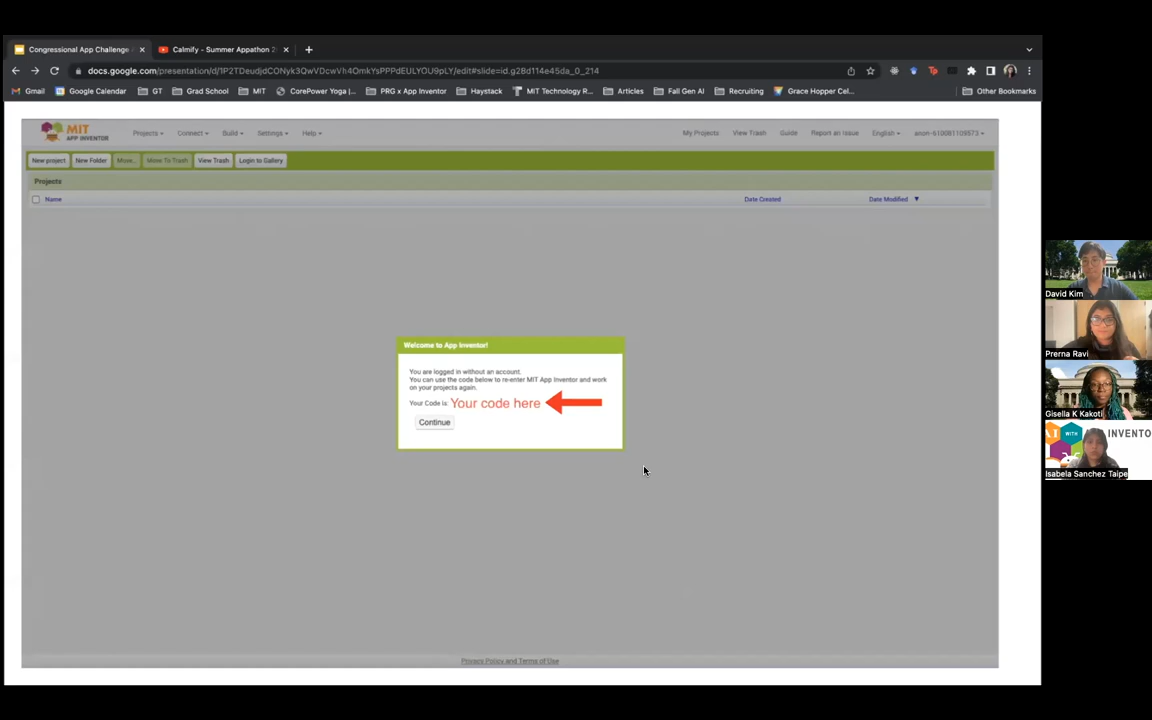 Congressional App Challenge
Calmify - Summer Appathon 2
docs.google.com/presentation/d/1P2TDeudjdCONyk3QwVDcwVh4OmkYsPPPdEULYOU9pLY/edit#slide=id.g28d114e45da_0_214
Gmail Google Calendar GT Grad School MIT CorePower Yoga |... PRG x App Inventor Haystack MIT Technology R... Articles Fall Gen AI Recruiting Grace Hopper Cel... Other Bookmarks
MIT
APP INVENTOR
Projects Connect Build Settings Help My Projects View Trash Guide Report an Issue English
New project New Folder Move... Move To Trash View Trash Login to Gallery
Projects
Name Date Created Date Modified
Welcome to App Inventor!
You are logged in without an account.
You can use the code below to re-enter MIT App Inventor and work
on your projects again.
Your Code is: Your code here
Continue
Privacy Policy and Terms of Use
David Kim
Prerna Ravi
Gisella K Kakoti
WITH
INVENTO
Isabela Sanchez Taipe